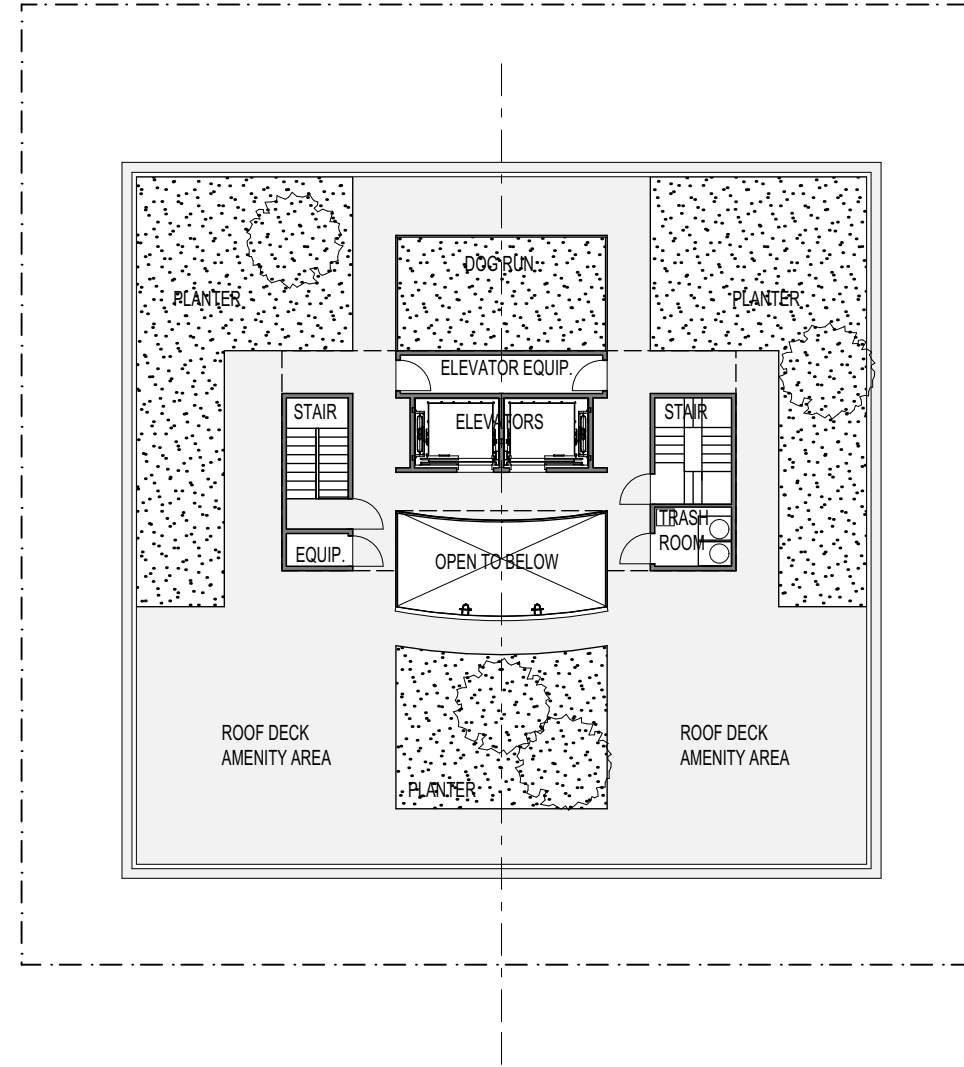 DOG RUN
PLANTER
PLANTER
ELEVATOR EQUIP.
STAIR
ELEVATORS
STAIR
TRASH
ROOM
EQUIP.
OPEN TO BELOW
ROOF DECK
AMENITY AREA
ROOF DECK
AMENITY AREA
PLANTER